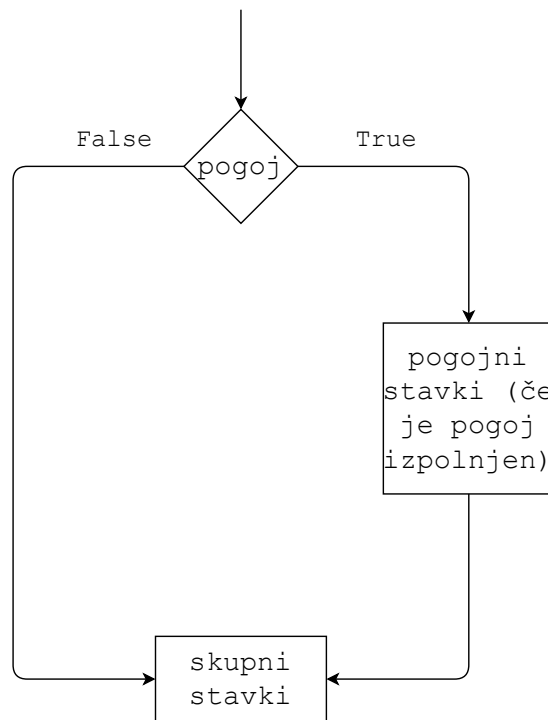 False
True
pogoj
pogojni
stavki (če
je pogoj
izpolnjen)
skupni
stavki